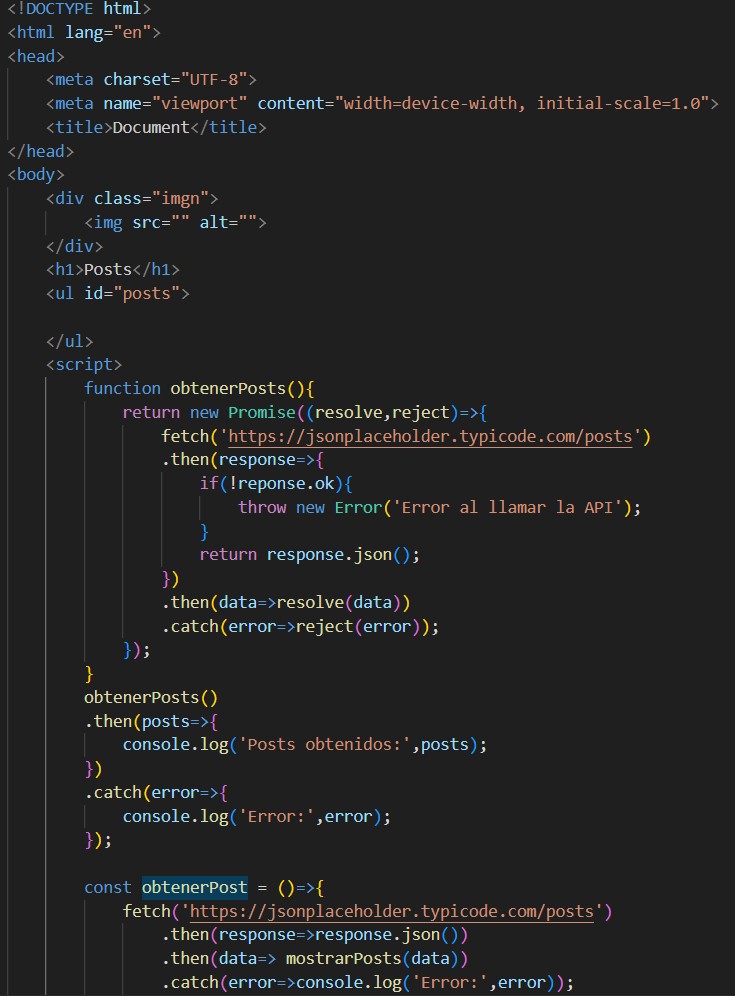 <!DOCTYPE html>
<html lang="en">
<head>
    <meta charset="UTF-8">
    <meta name="viewport" content="width=device-width, initial-scale=1.0">
    <title>Document</title>
</head>
<body>
    <div class="imgn">
        <img src="" alt="">
    </div>
    <h1>Posts</h1>
    <ul id="posts">

    </ul>
    <script>
        function obtenerPosts(){
            return new Promise((resolve,reject)=>{
                fetch('https://jsonplaceholder.typicode.com/posts')
                .then(response=>{
                    if(!reponse.ok){
                        throw new Error('Error al llamar la API');
                    }
                    return response.json();
                })
                .then(data=>resolve(data))
                .catch(error=>reject(error));
            });
        }
        obtenerPosts()
        .then(posts=>{
            console.log('Posts obtenidos:',posts);
        })
        .catch(error=>{
            console.log('Error:',error);
        });

        const obtenerPost = ()=>{
            fetch('https://jsonplaceholder.typicode.com/posts')
                .then(response=>response.json())
                .then(data=> mostrarPosts(data))
                .catch(error=>console.log('Error:',error));